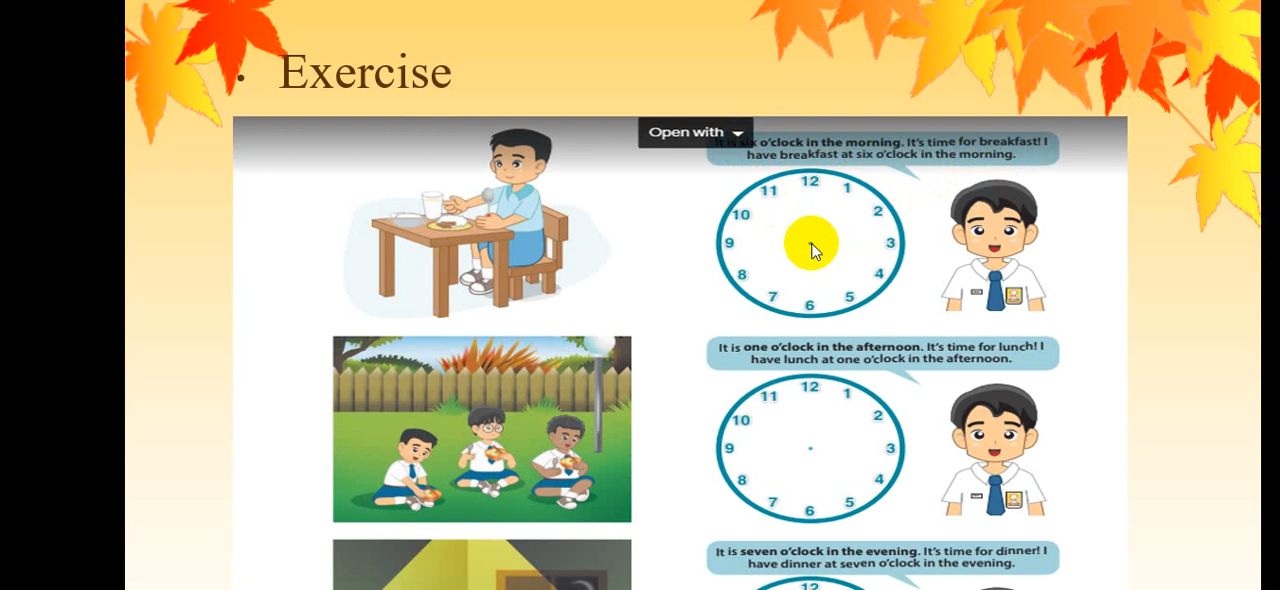 • Exercise
Open with
It is six o'clock in the morning. It's time for breakfast! I
have breakfast at six o'clock in the morning.
12
11 1
10 2
9 3
8 4
7 5
6
It is one o'clock in the afternoon. It's time for lunch! I
have lunch at one o'clock in the afternoon.
12
11 1
10 2
9 3
8 4
7 5
6
It is seven o'clock in the evening. It's time for dinner! I
have dinner at seven o'clock in the evening.
12